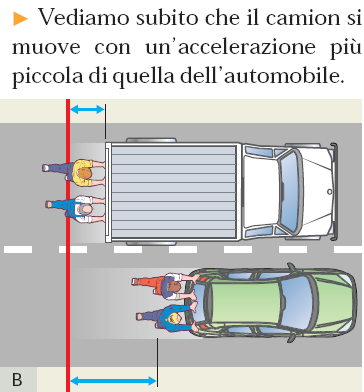 ► Vediamo subito che il camion si
muove con un'accelerazione più
piccola di quella dell'automobile.
B